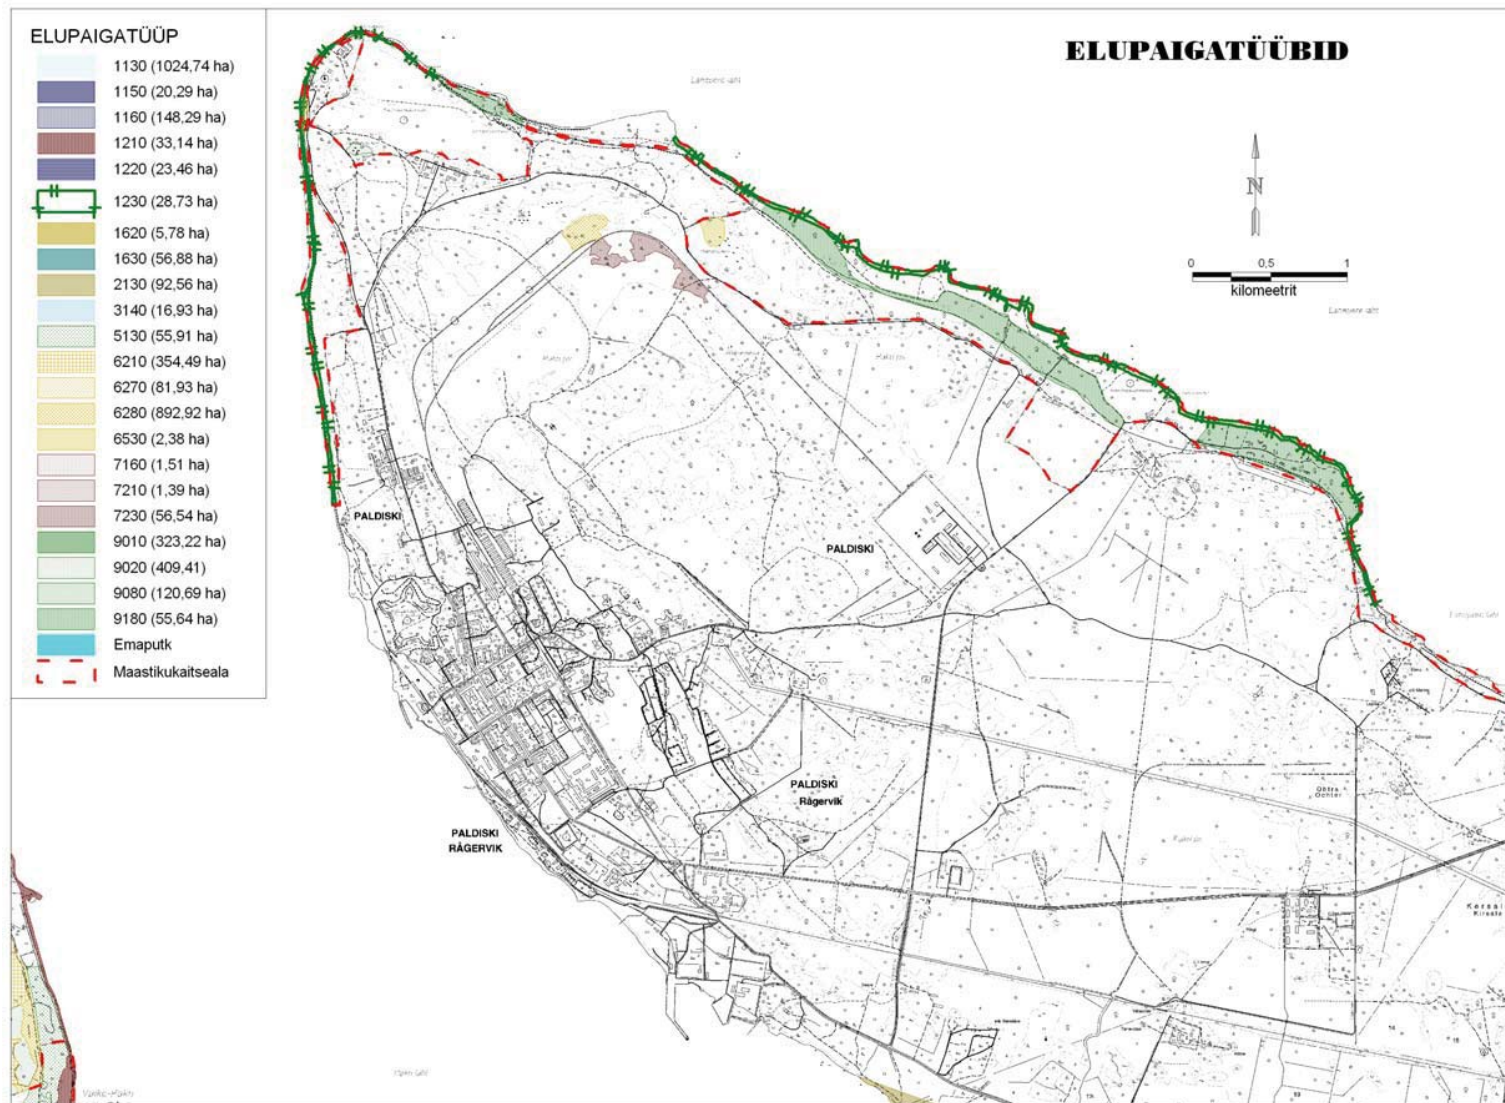 ELUPAIGATÜÜP
1130 (1024,74 ha)
1150 (20,29 ha)
1160 (148,29 ha)
1210 (33,14 ha)
1220 (23,46 ha)
1230 (28,73 ha)
1620 (5,78 ha)
1630 (56,88 ha)
2130 (92,56 ha)
3140 (16,93 ha)
5130 (55,91 ha)
6210 (354,49 ha)
6270 (81,93 ha)
6280 (892,92 ha)
6530 (2,38 ha)
7160 (1,51 ha)
7210 (1,39 ha)
7230 (56,54 ha)
9010 (323,22 ha)
9020 (409,41)
9080 (120,69 ha)
9180 (55,64 ha)
Emaputk
Maastikukaitseala
ELUPAIGATÜÜBID
N
0 0,5 1
kilomeetrit
PALDISKI
PALDISKI
PALDISKI
Rågervik
PALDISKI
RÅGERVIK